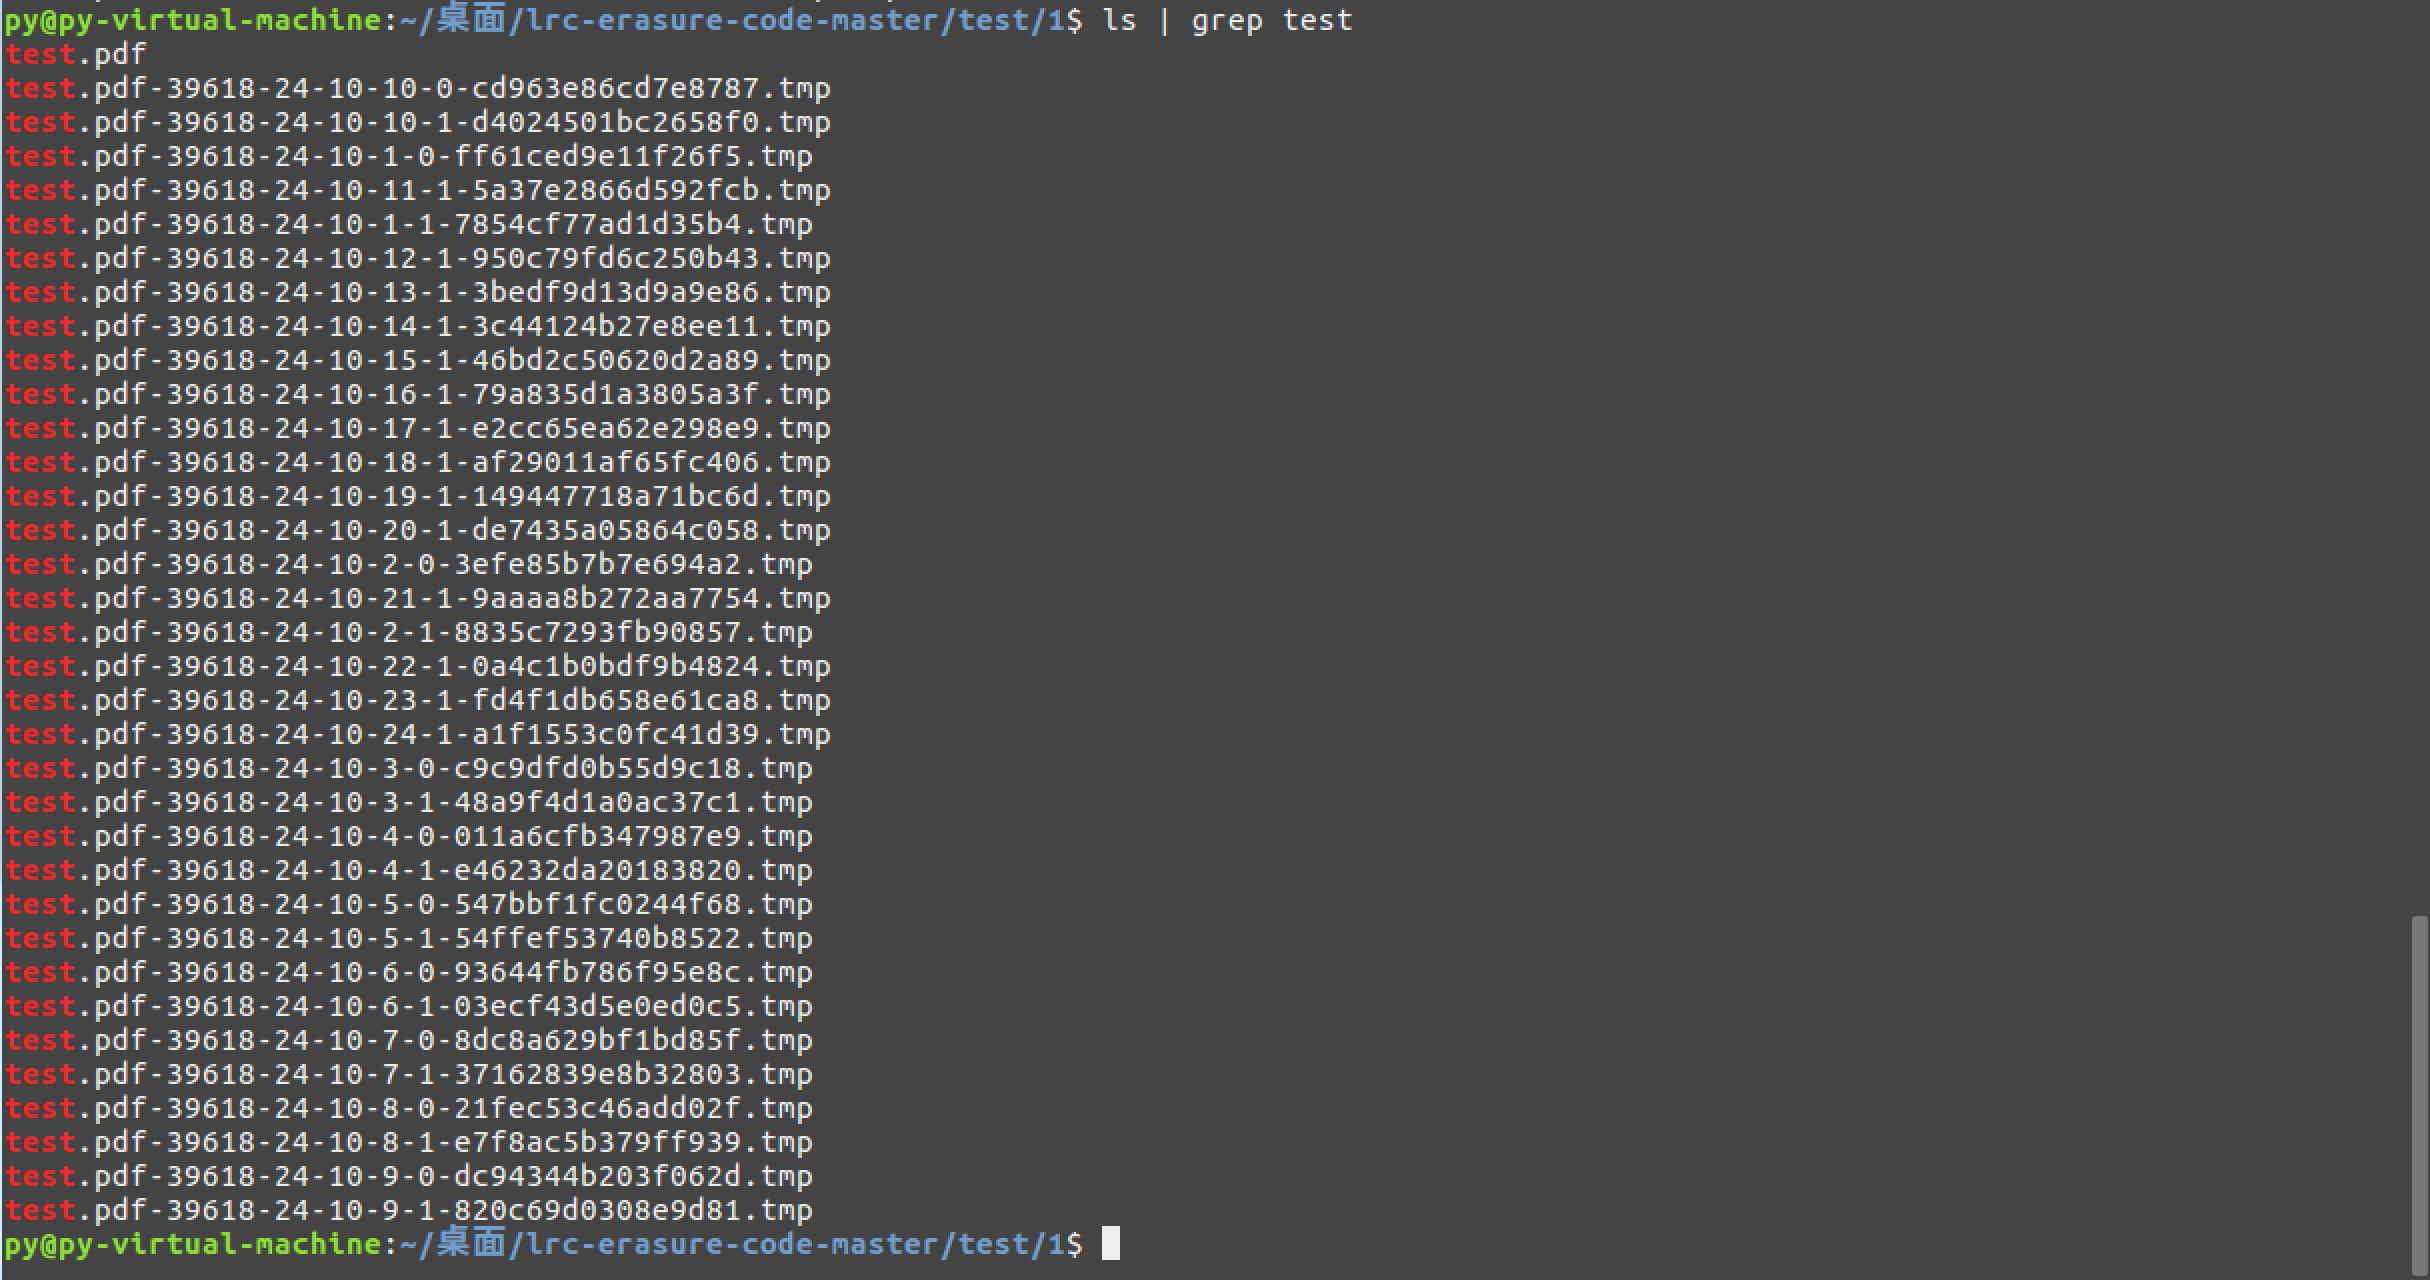 py@py-virtual-machine:~/桌面/lrc-erasure-code-master/test/1$ ls | grep test
test.pdf
test.pdf-39618-24-10-10-0-cd963e86cd7e8787.tmp
test.pdf-39618-24-10-10-1-d4024501bc2658f0.tmp
test.pdf-39618-24-10-1-0-ff61ced9e11f26f5.tmp
test.pdf-39618-24-10-11-1-5a37e2866d592fcb.tmp
test.pdf-39618-24-10-1-1-7854cf77ad1d35b4.tmp
test.pdf-39618-24-10-12-1-950c79fd6c250b43.tmp
test.pdf-39618-24-10-13-1-3bedf9d13d9a9e86.tmp
test.pdf-39618-24-10-14-1-3c44124b27e8ee11.tmp
test.pdf-39618-24-10-15-1-46bd2c50620d2a89.tmp
test.pdf-39618-24-10-16-1-79a835d1a3805a3f.tmp
test.pdf-39618-24-10-17-1-e2cc65ea62e298e9.tmp
test.pdf-39618-24-10-18-1-af29011af65fc406.tmp
test.pdf-39618-24-10-19-1-149447718a71bc6d.tmp
test.pdf-39618-24-10-20-1-de7435a05864c058.tmp
test.pdf-39618-24-10-2-0-3efe85b7b7e694a2.tmp
test.pdf-39618-24-10-21-1-9aaaa8b272aa7754.tmp
test.pdf-39618-24-10-2-1-8835c7293fb90857.tmp
test.pdf-39618-24-10-22-1-0a4c1b0bdf9b4824.tmp
test.pdf-39618-24-10-23-1-fd4f1db658e61ca8.tmp
test.pdf-39618-24-10-24-1-a1f1553c0fc41d39.tmp
test.pdf-39618-24-10-3-0-c9c9dfd0b55d9c18.tmp
test.pdf-39618-24-10-3-1-48a9f4d1a0ac37c1.tmp
test.pdf-39618-24-10-4-0-011a6cfb347987e9.tmp
test.pdf-39618-24-10-4-1-e46232da20183820.tmp
test.pdf-39618-24-10-5-0-547bbf1fc0244f68.tmp
test.pdf-39618-24-10-5-1-54ffef53740b8522.tmp
test.pdf-39618-24-10-6-0-93644fb786f95e8c.tmp
test.pdf-39618-24-10-6-1-03ecf43d5e0ed0c5.tmp
test.pdf-39618-24-10-7-0-8dc8a629bf1bd85f.tmp
test.pdf-39618-24-10-7-1-37162839e8b32803.tmp
test.pdf-39618-24-10-8-0-21fec53c46add02f.tmp
test.pdf-39618-24-10-8-1-e7f8ac5b379ff939.tmp
test.pdf-39618-24-10-9-0-dc94344b203f062d.tmp
test.pdf-39618-24-10-9-1-820c69d0308e9d81.tmp
py@py-virtual-machine:~/桌面/lrc-erasure-code-master/test/1$